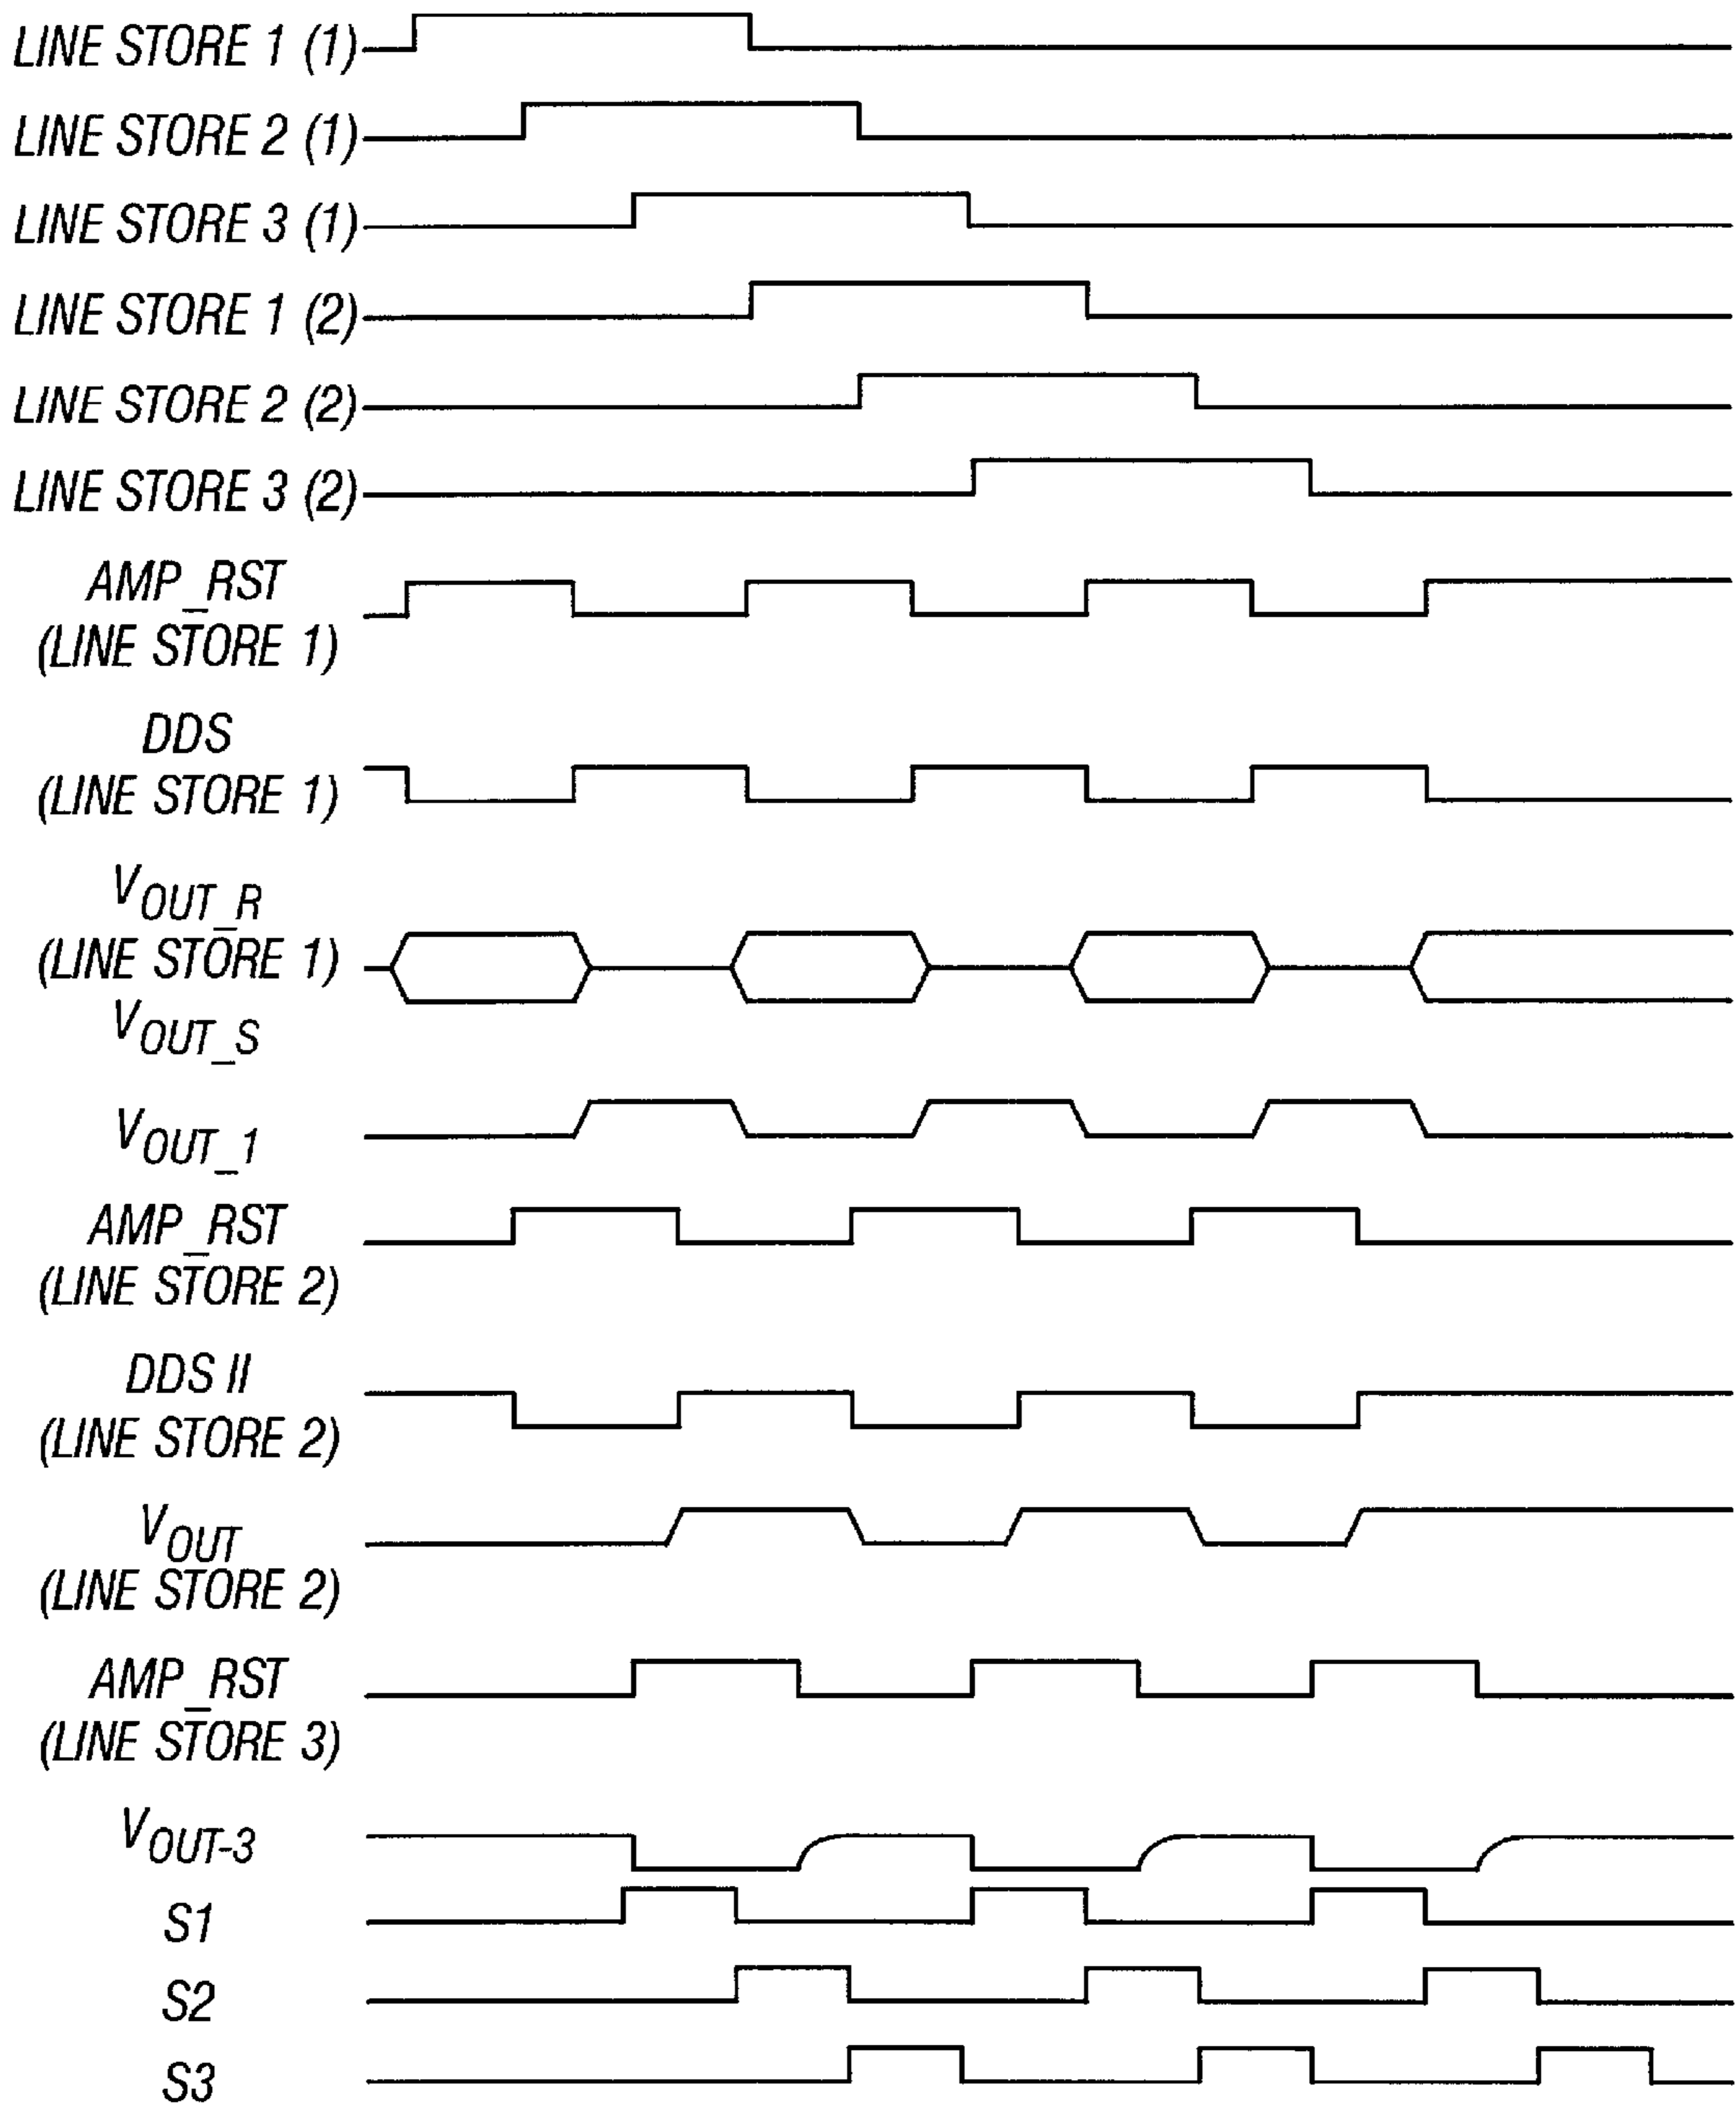 LINE STORE 1 (1)
LINE STORE 2 (1)
LINE STORE 3 (1)
LINE STORE 1 (2)
LINE STORE 2 (2)
LINE STORE 3 (2)
AMP_RST
(LINE STORE 1)
DDS
(LINE STORE 1)
VOUT_R
(LINE STORE 1)
VOUT_S
VOUT_1
AMP_RST
(LINE STORE 2)
DDS II
(LINE STORE 2)
VOUT
(LINE STORE 2)
AMP_RST
(LINE STORE 3)
VOUT-3
S1
S2
S3